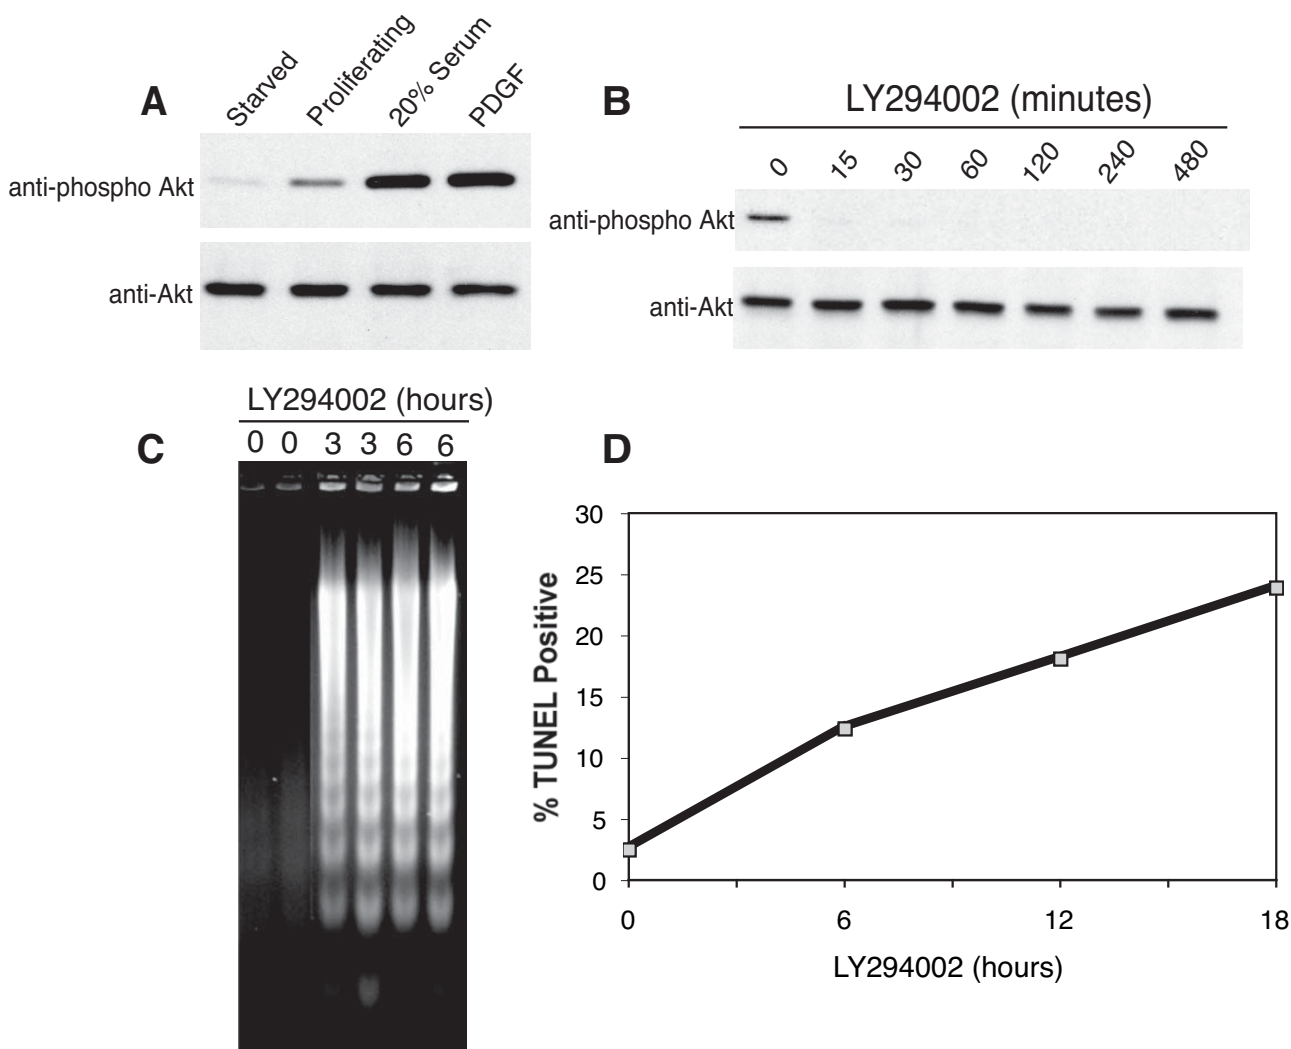 A
Starved
Proliferating
20% Serum
PDGF
anti-phospho Akt
anti-Akt
B
LY294002 (minutes)
0 15 30 60 120 240 480
anti-phospho Akt
anti-Akt
C
LY294002 (hours)
0 0 3 3 6 6
D
% TUNEL Positive
30
25
20
15
10
5
0
0 6 12 18
LY294002 (hours)